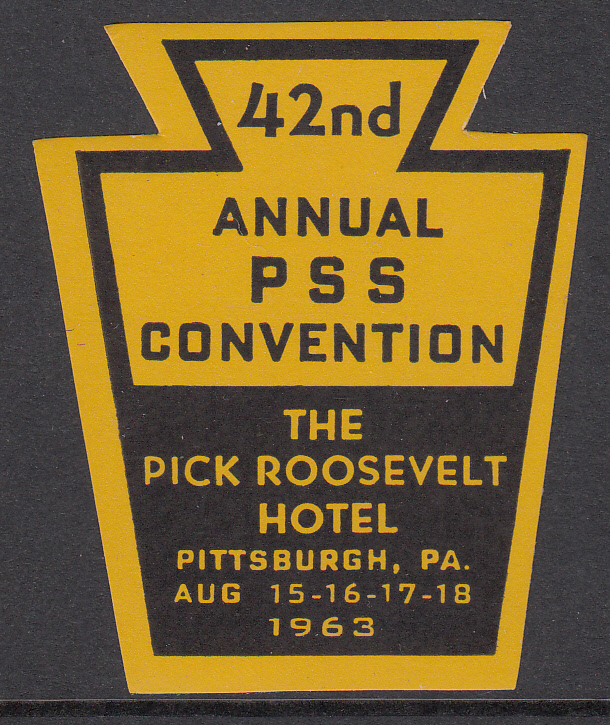 42nd
ANNUAL
PSS
CONVENTION
THE
PICK ROOSEVELT
HOTEL
PITTSBURGH, PA.
AUG 15-16-17-18
1963